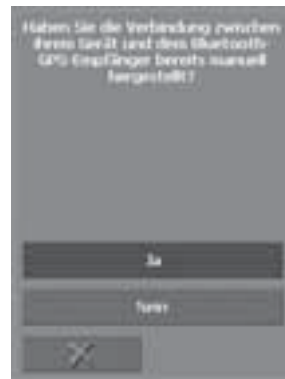 Haben Sie die Verbindung zwischen
Ihrem Gerät und dem Bluetooth-
GPS Empfänger bereits manuell
hergestellt?
Ja
Nein